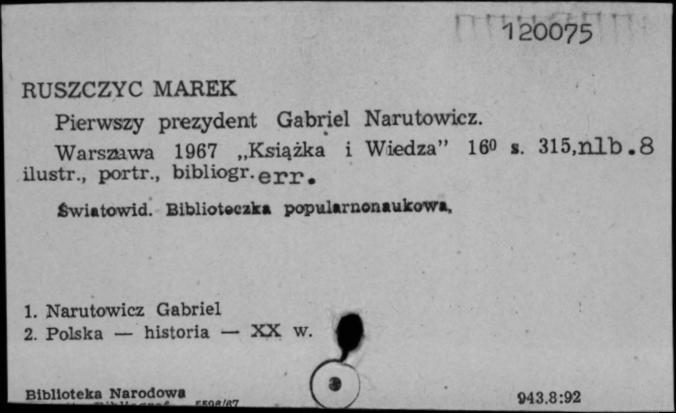 120075
RUSZCZYC MAREK
Pierwszy prezydent Gabriel Narutowicz.
Warszawa 1967 „Książka i Wiedza” 16⁰ s. 315,nlb.8
ilustr., portr., bibliogr.err.
Światowid. Biblioteczka popularnonaukowa.
1. Narutowicz Gabriel
2. Polska — historia — XX w.
Biblioteka Narodowa
943.8:92